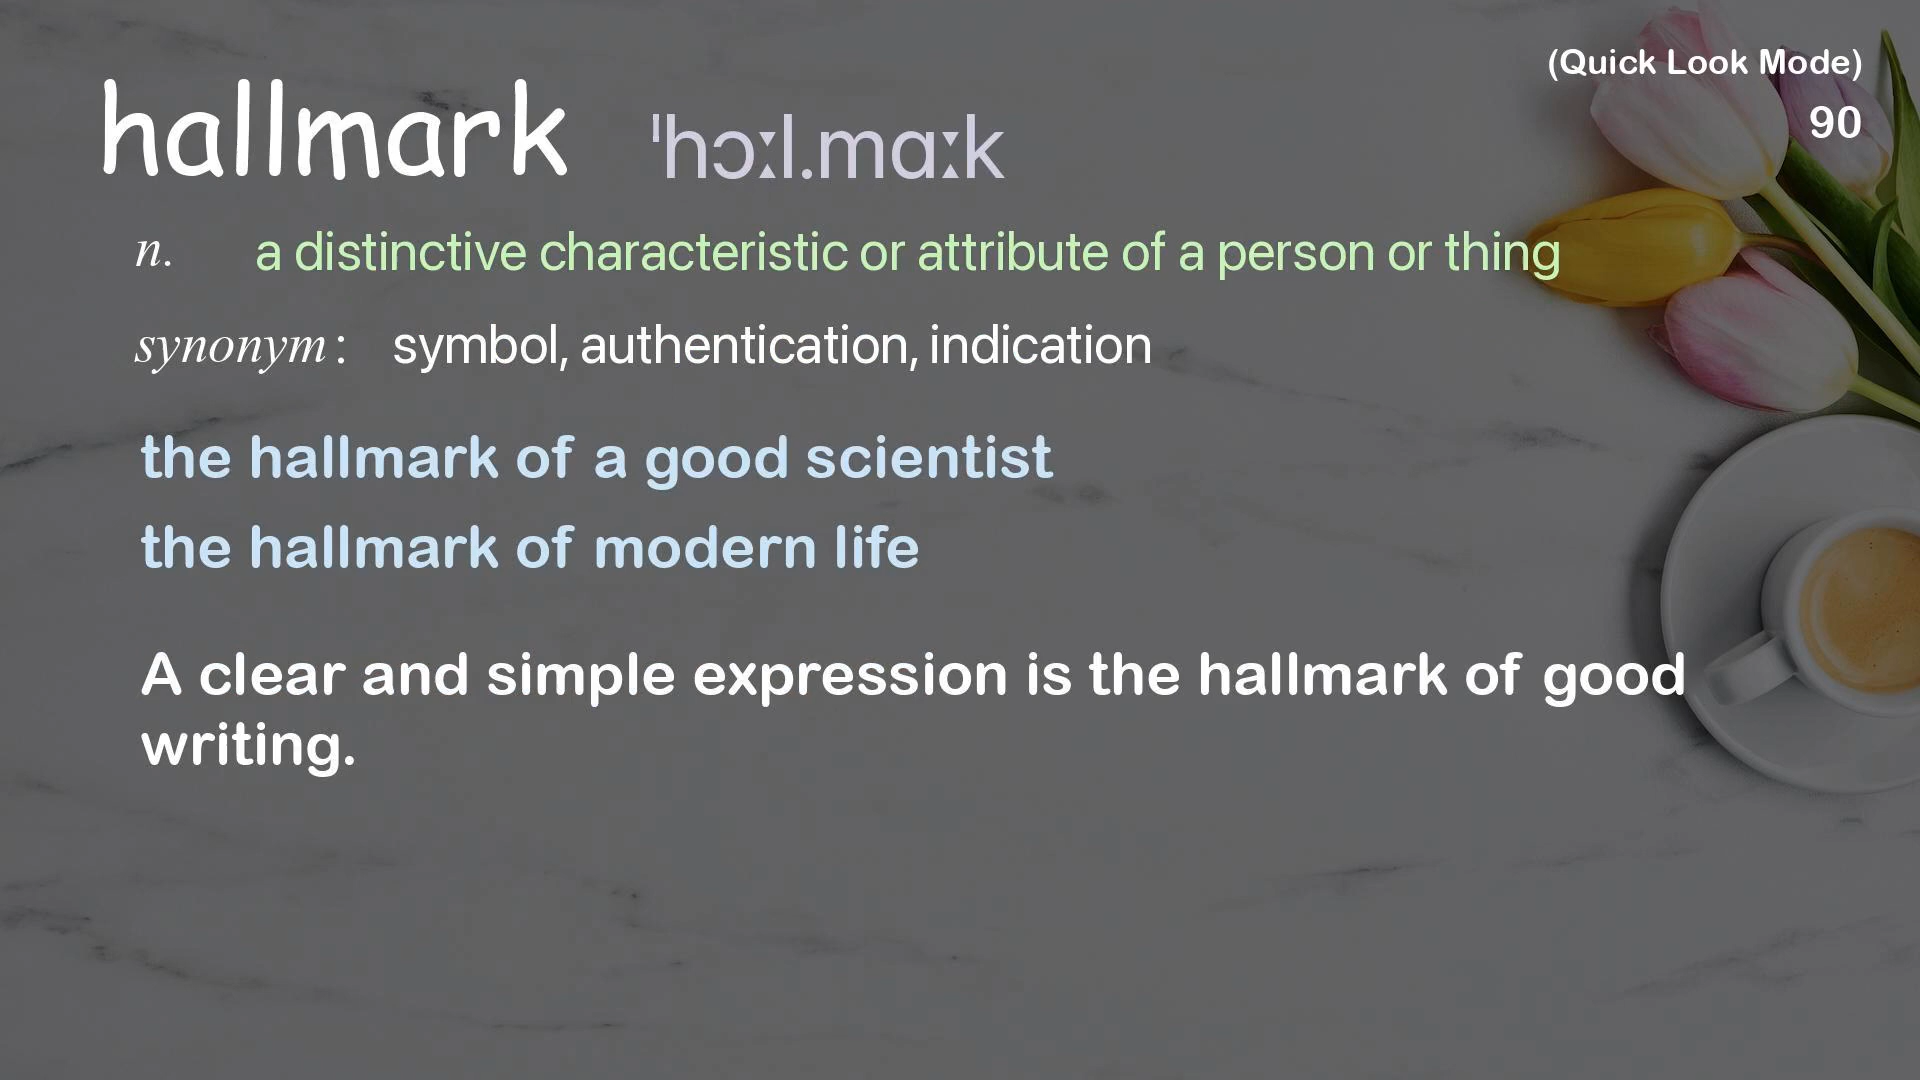 (Quick Look Mode)
90
hallmark ˈhɔːl.mɑːk
n. a distinctive characteristic or attribute of a person or thing
synonym: symbol, authentication, indication
the hallmark of a good scientist
the hallmark of modern life
A clear and simple expression is the hallmark of good
writing.